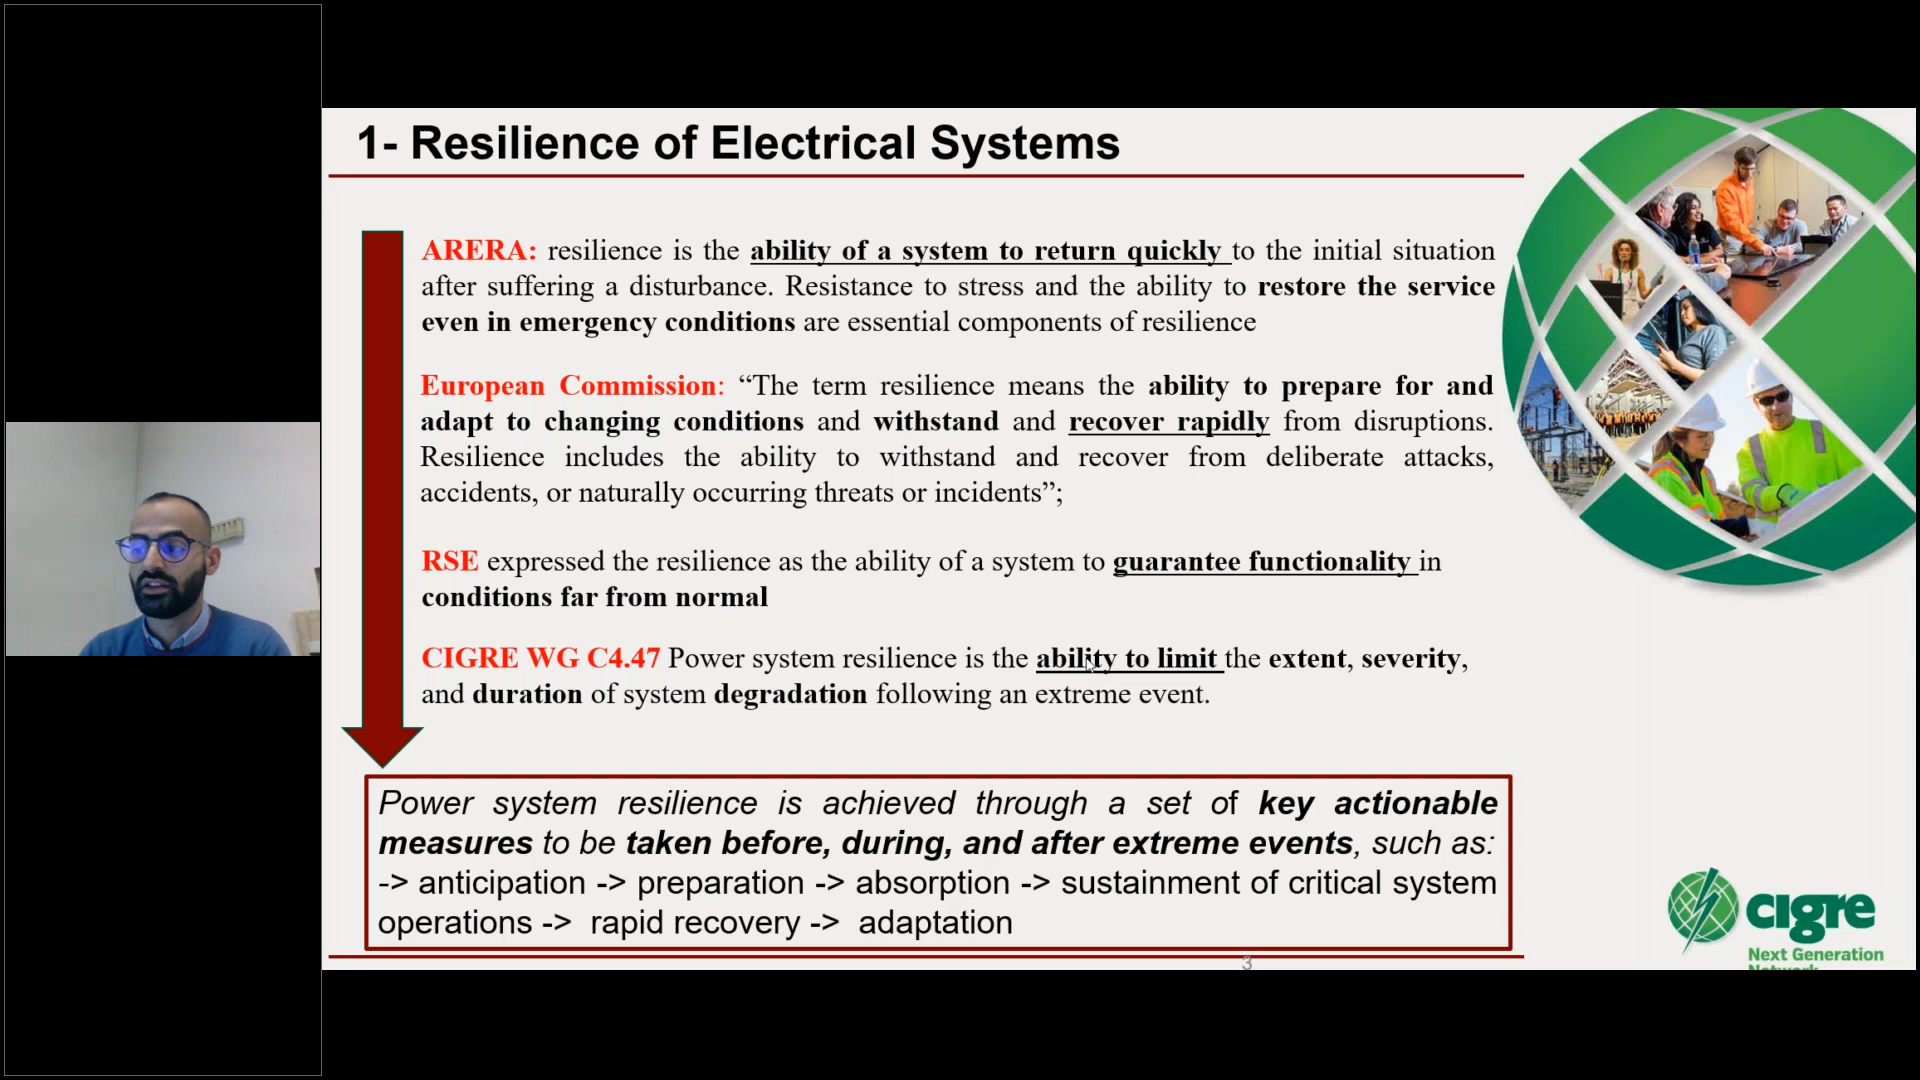 1- Resilience of Electrical Systems
ARERA: resilience is the ability of a system to return quickly to the initial situation
after suffering a disturbance. Resistance to stress and the ability to restore the service
even in emergency conditions are essential components of resilience
European Commission: “The term resilience means the ability to prepare for and
adapt to changing conditions and withstand and recover rapidly from disruptions.
Resilience includes the ability to withstand and recover from deliberate attacks,
accidents, or naturally occurring threats or incidents”;
RSE expressed the resilience as the ability of a system to guarantee functionality in
conditions far from normal
CIGRE WG C4.47 Power system resilience is the ability to limit the extent, severity,
and duration of system degradation following an extreme event.
Power system resilience is achieved through a set of key actionable
measures to be taken before, during, and after extreme events, such as:
-> anticipation -> preparation -> absorption -> sustainment of critical system
operations -> rapid recovery -> adaptation
3
cigre
Next Generation
Network